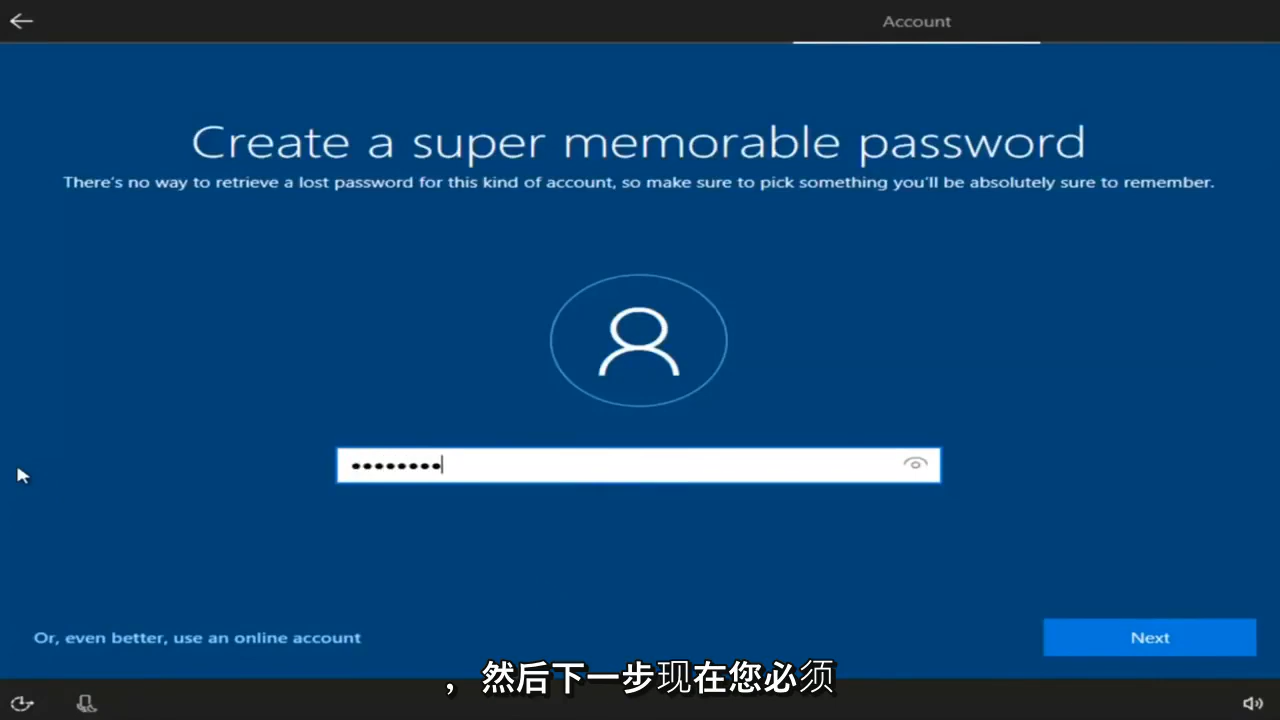 Account
Create a super memorable password
There's no way to retrieve a lost password for this kind of account, so make sure to pick something you'll be absolutely sure to remember.
Or, even better, use an online account
Next
，然后下一步现在您必须